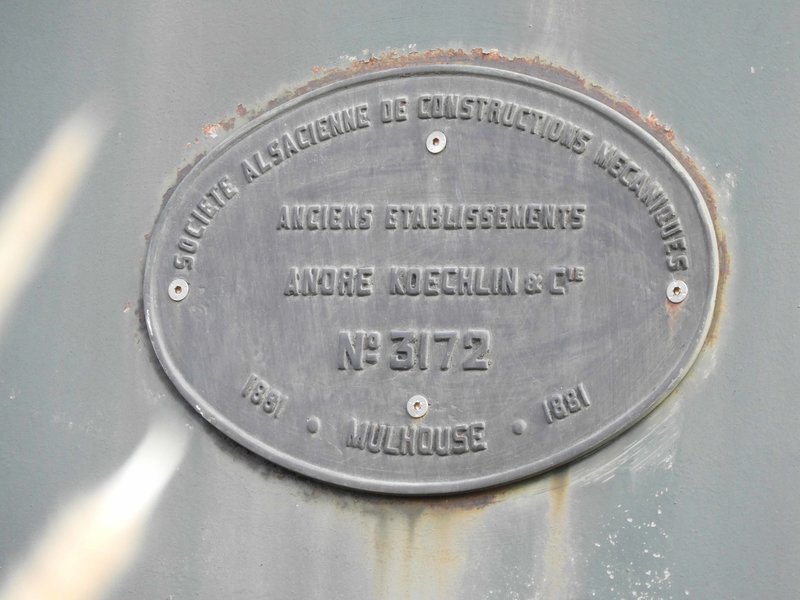 SOCIETE ALSACIENNE DE CONSTRUCTIONS MECANIQUES
ANCIENS ETABLISSEMENTS
ANDRE KOECHLIN & CIE
No 3172
1881 • MULHOUSE • 1881